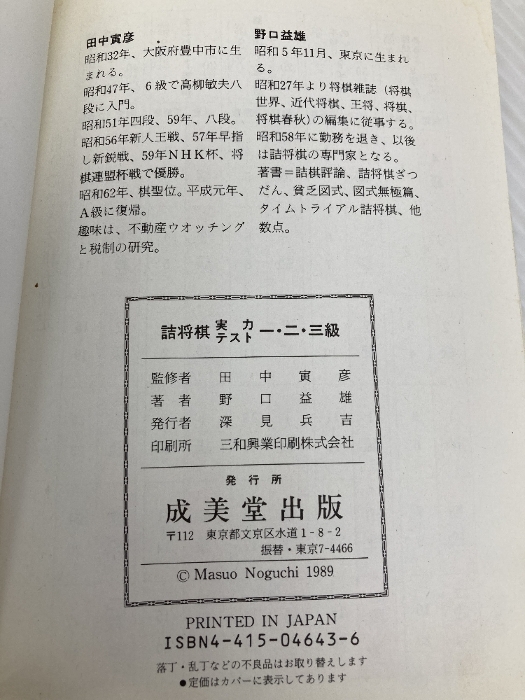 田中寅彦
昭和32年、大阪府豊中市に生
まれる。
昭和47年、6級で高柳敏夫八
段に入門。
昭和51年四段、59年、八段。
昭和56年新人王戦、57年早指
し新鋭戦、59年NHK杯、将
棋連盟杯戦で優勝。
昭和62年、棋聖位。平成元年、
A級に復帰。
趣味は、不動産ウオッチング
と税制の研究。
野口益雄
昭和5年11月、東京に生まれ
る。
昭和27年より将棋雑誌（将棋
世界、近代将棋、王将、将棋、
将棋春秋）の編集に従事する。
昭和58年に勤務を退き、以後
は詰将棋の専門家となる。
著書＝詰棋評論、詰将棋ぎつ
だん、貧乏図式、図式無極篇、
タイムトライアル詰将棋、他
数点。
詰将棋 実力テスト 一・二・三級
監修者 田中寅彦
著者 野口益雄
発行者 深見兵吉
印刷所 三和興業印刷株式会社
発行所
成美堂出版
〒112 東京都文京区水道1-8-2
振替・東京7-4466
© Masuo Noguchi 1989
PRINTED IN JAPAN
ISBN4-415-04643-6
落丁・乱丁などの不良品はお取り替えします
●定価はカバーに表示してあります